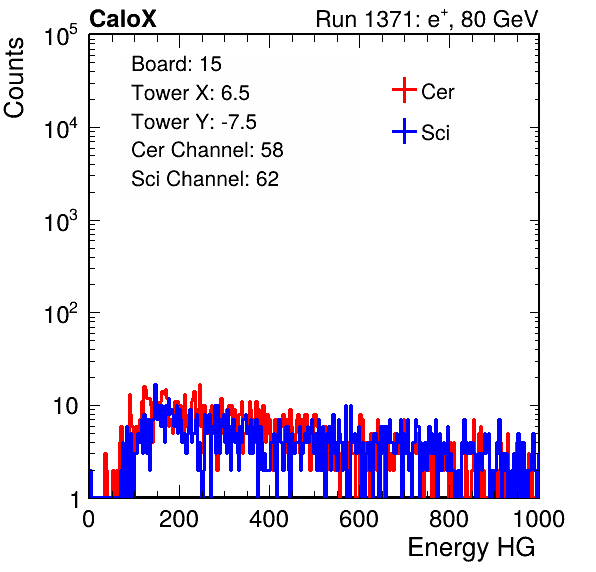 CaloX Run 1371: e⁺, 80 GeV
Counts
10⁵
10⁴
10³
10²
10
1
Board: 15
Tower X: 6.5
Tower Y: -7.5
Cer Channel: 58
Sci Channel: 62
Cer
Sci
0 200 400 600 800 1000
Energy HG